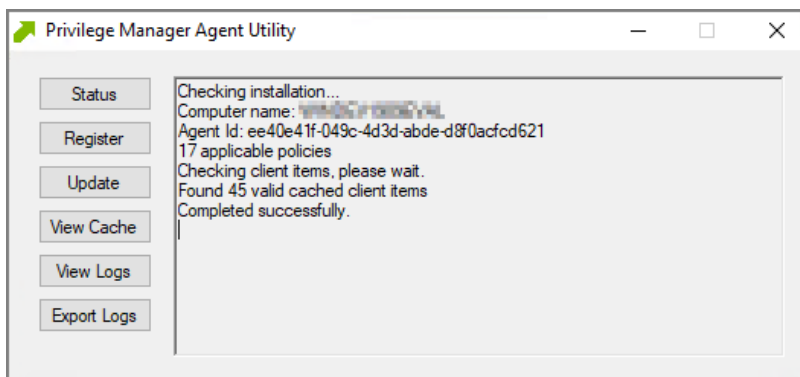 Privilege Manager Agent Utility
Status
Register
Update
View Cache
View Logs
Export Logs
Checking installation...
Computer name:
Agent Id: ee40e41f-049c-4d3d-abde-d8f0acfcd621
17 applicable policies
Checking client items, please wait.
Found 45 valid cached client items
Completed successfully.